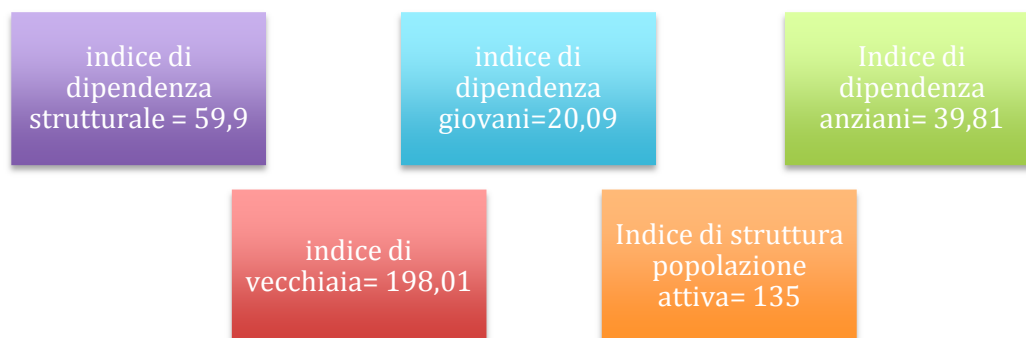 indice di
dipendenza
strutturale = 59,9
indice di
dipendenza
giovani=20,09
Indice di
dipendenza
anziani= 39,81
indice di
vecchiaia= 198,01
Indice di struttura
popolazione
attiva= 135